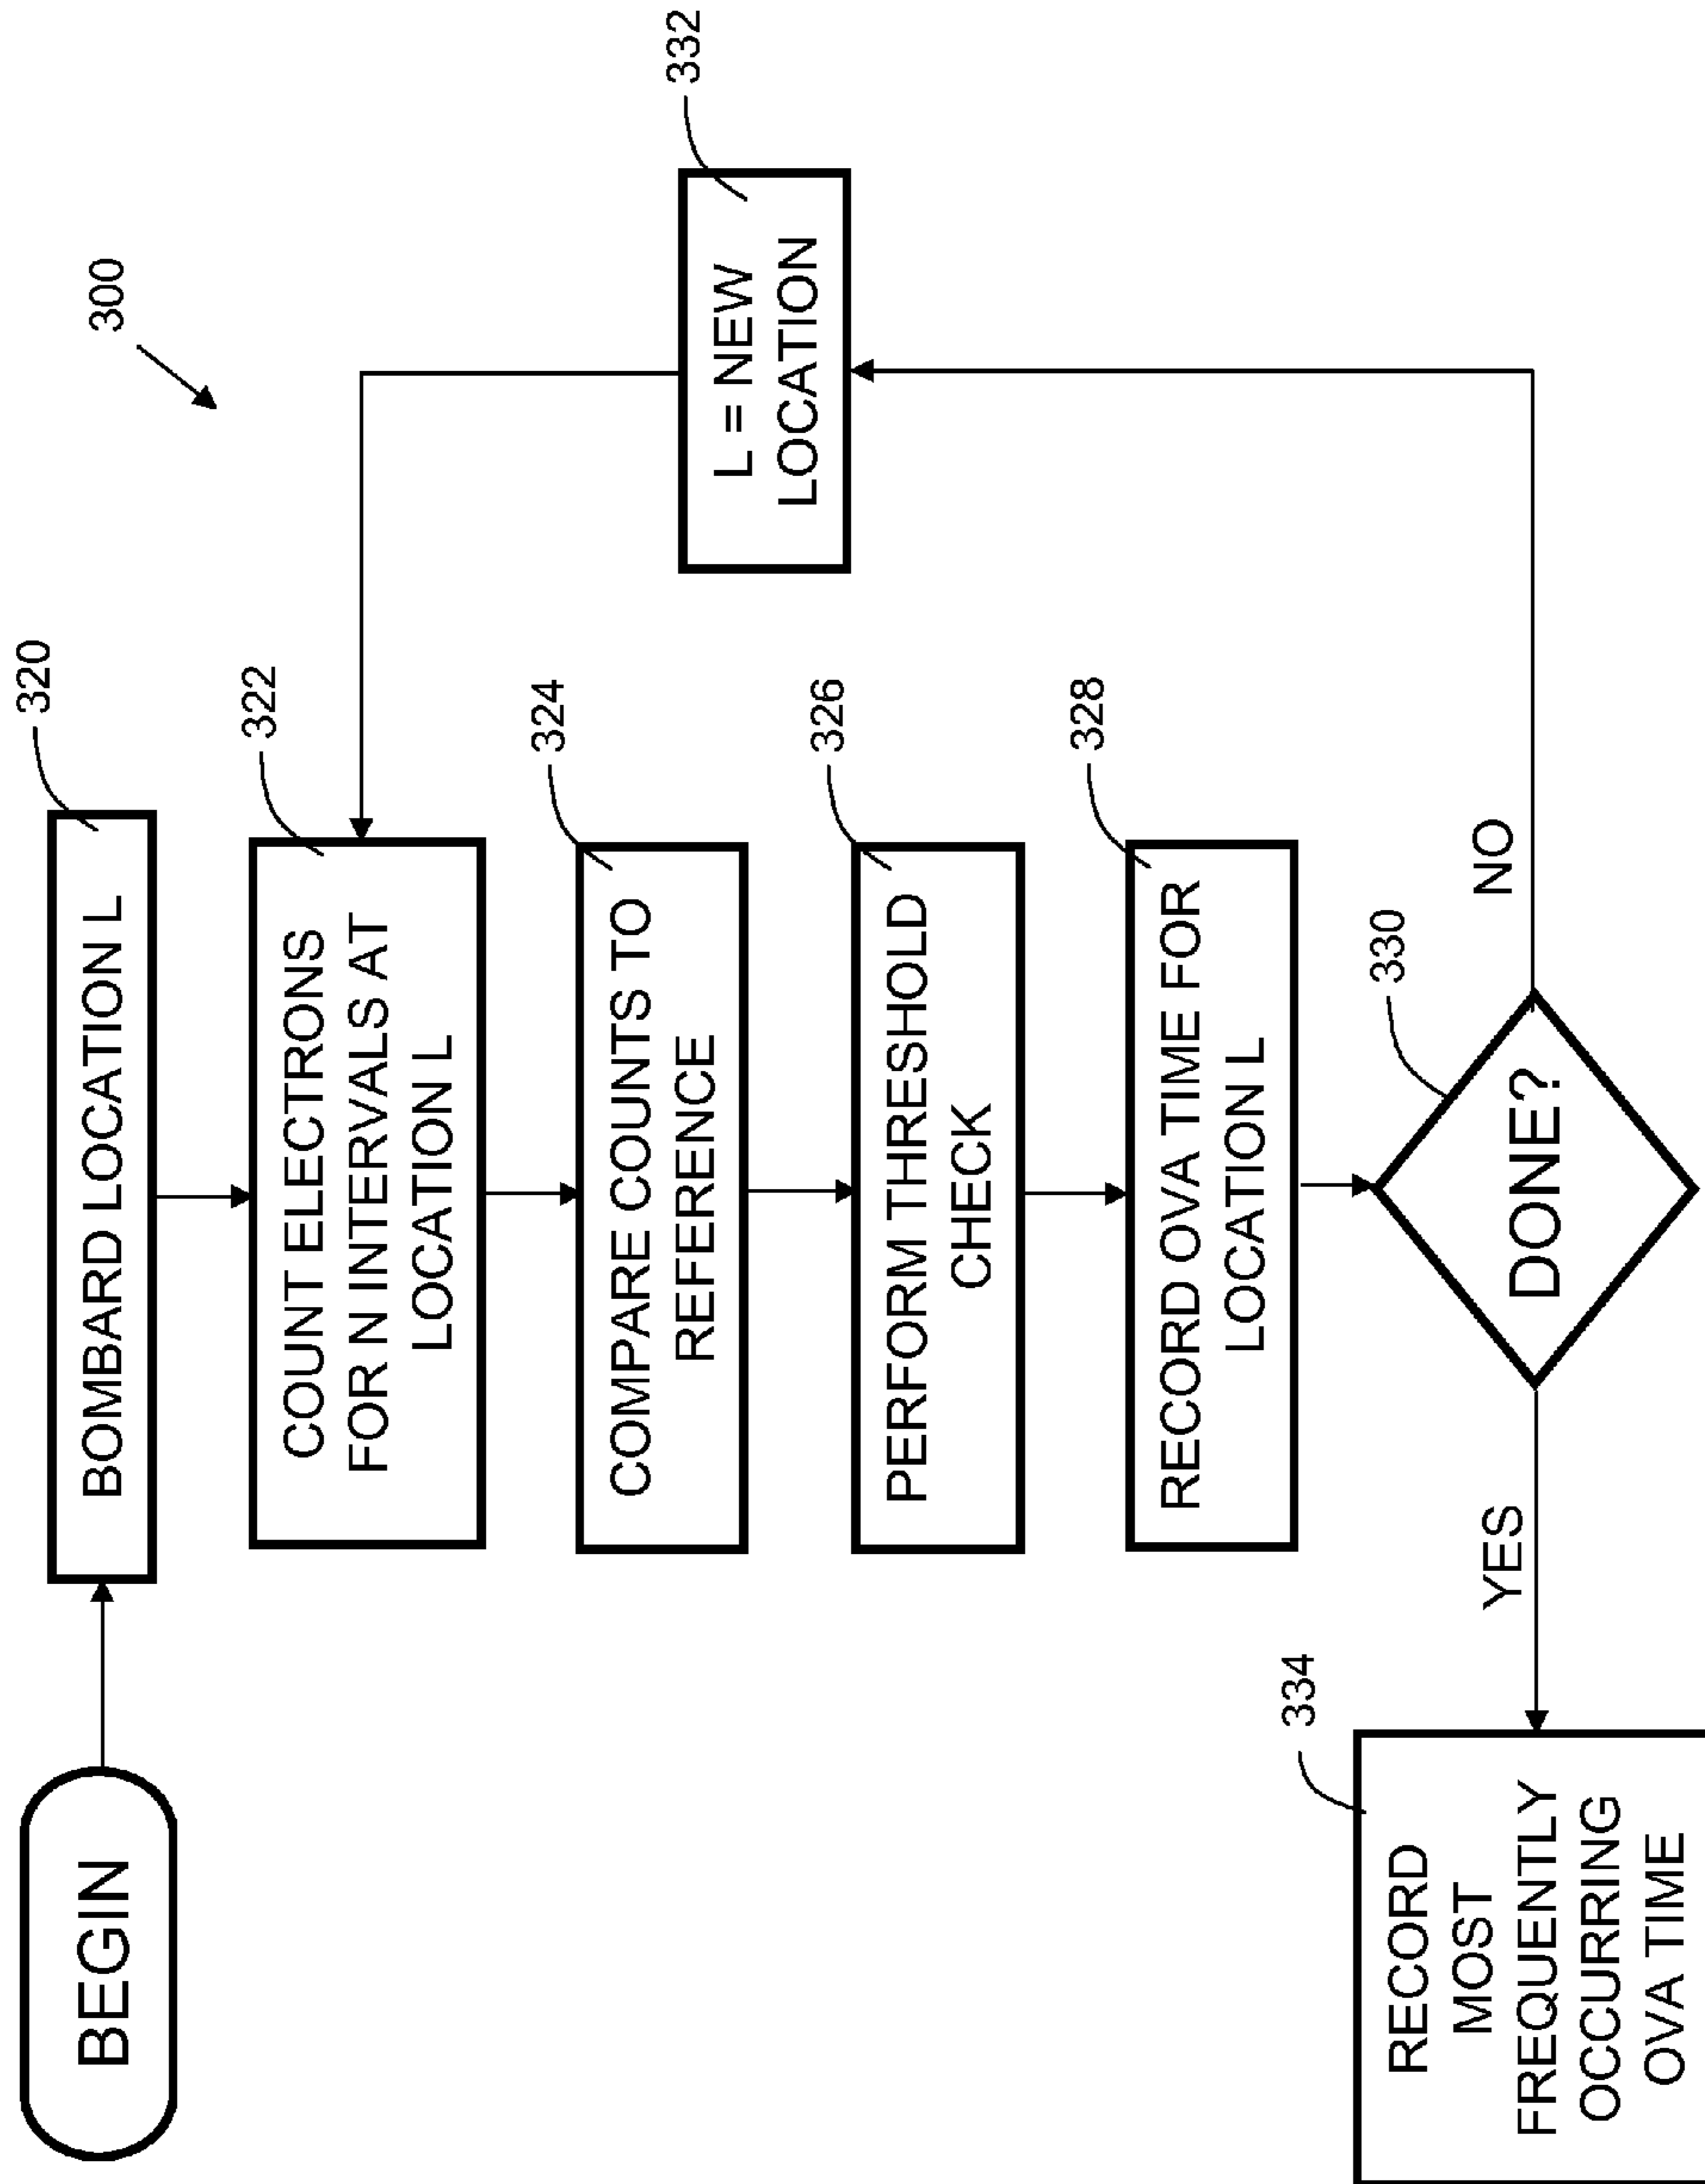 300
BEGIN
BOMBARD LOCATION L
320
COUNT ELECTRONS
FOR N INTERVALS AT
LOCATION L
322
COMPARE COUNTS TO
REFERENCE
324
PERFORM THRESHOLD
CHECK
326
RECORD OVA TIME FOR
LOCATION L
328
DONE?
330
NO
L = NEW
LOCATION
332
YES
RECORD
MOST
FREQUENTLY
OCCURRING
OVA TIME
334